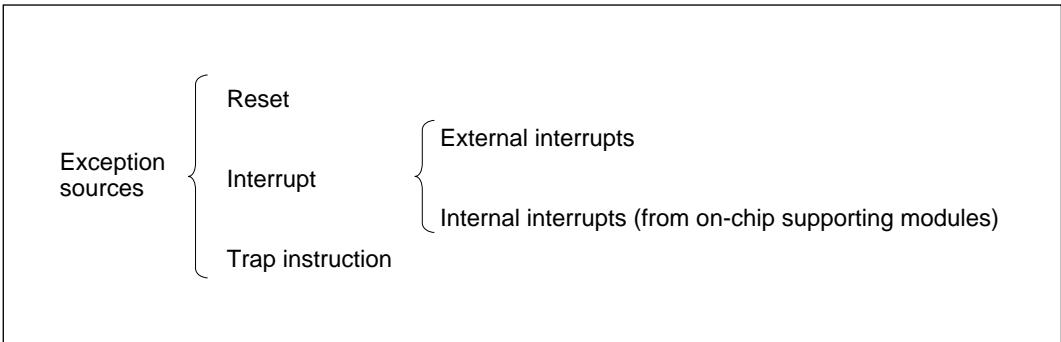 Exception
sources
Reset
Interrupt
Trap instruction
External interrupts
Internal interrupts (from on-chip supporting modules)